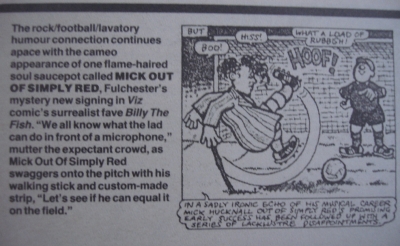 The rock/football/lavatory
humour connection continues
apace with the cameo
appearance of one flame-haired
soul saucepot called MICK OUT
OF SIMPLY RED, Fulchester's
mystery new signing in Viz
comic's surrealist fave Billy The
Fish. "We all know what the lad
can do in front of a microphone,"
mutter the expectant crowd, as
Mick Out Of Simply Red
swaggers onto the pitch with his
walking stick and custom-made
strip, "Let's see if he can equal it
on the field."
BUT
BOO!
HISS!
WHAT A LOAD OF
RUBBISH!
HOOF!
IN A SADLY IRONIC ECHO OF HIS MUSICAL CAREER
MICK HUCKNALL OUT OF SIMPLY RED'S PROMISING
EARLY SUCCESS HAS BEEN FOLLOWED UP WITH A
SERIES OF LACKLUSTRE DISAPPOINTMENTS.